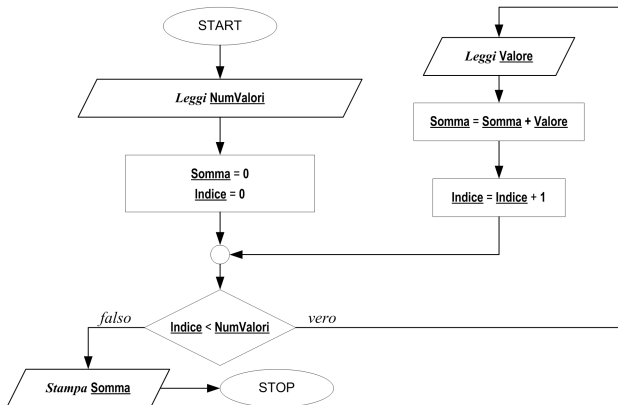 START
Leggi NumValori
Somma = 0
Indice = 0
Indice < NumValori
falso
vero
Leggi Valore
Somma = Somma + Valore
Indice = Indice + 1
Stampa Somma
STOP